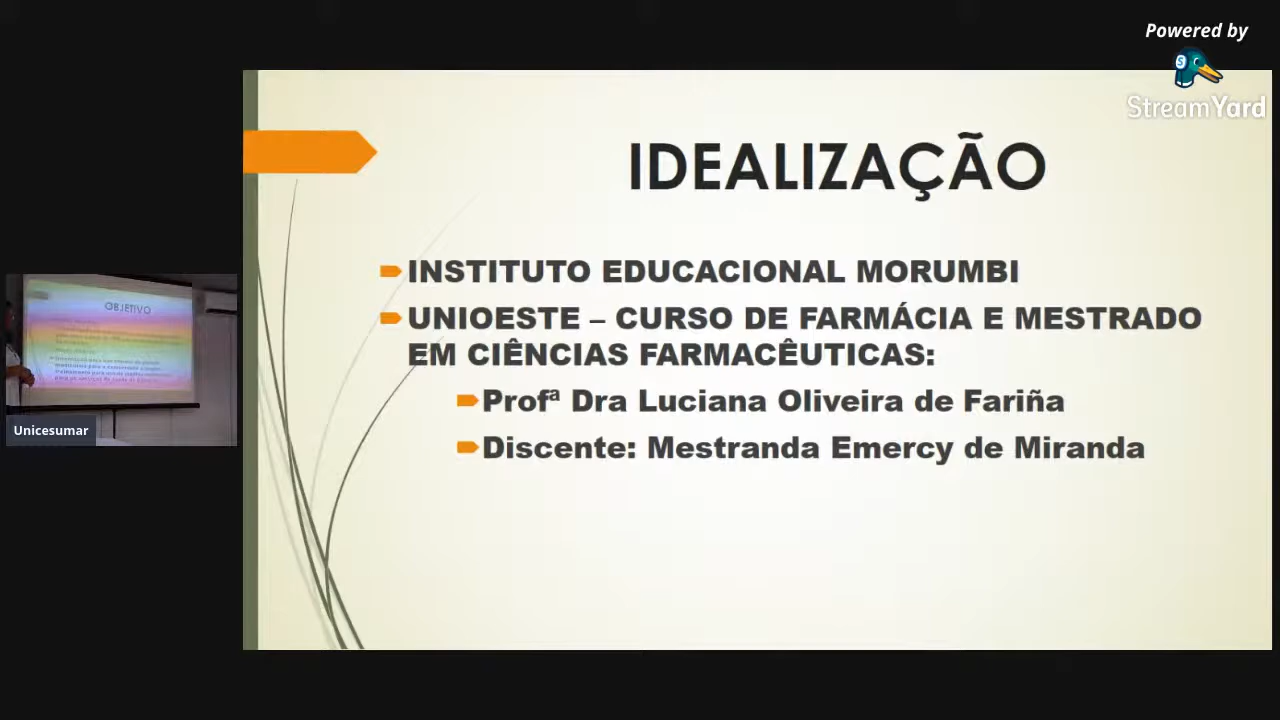 Powered by
StreamYard
IDEALIZAÇÃO
INSTITUTO EDUCACIONAL MORUMBI
UNIOESTE – CURSO DE FARMÁCIA E MESTRADO
EM CIÊNCIAS FARMACÊUTICAS:
Profª Dra Luciana Oliveira de Fariña
Discente: Mestranda Emercy de Miranda
OBJETIVO
Unicesumar